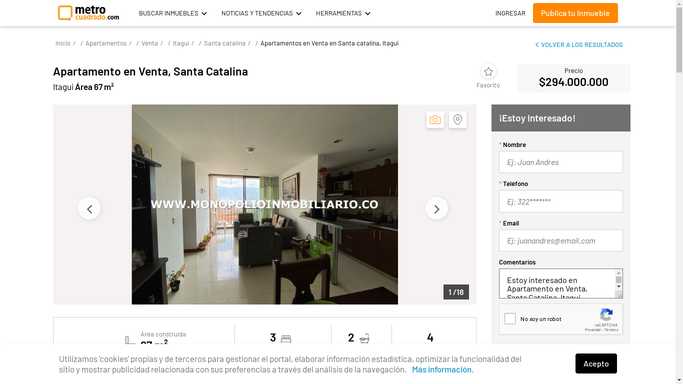 metro
cuadrado.com
BUSCAR INMUEBLES
NOTICIAS Y TENDENCIAS
HERRAMIENTAS
INGRESAR
Publica tu Inmueble
Inicio / / Apartamentos / / Venta / / Itagui / / Santa catalina / / Apartamentos en Venta en Santa catalina, Itagui
VOLVER A LOS RESULTADOS
Apartamento en Venta, Santa Catalina
Itagui Área 67 m²
Favorito
Precio
$294.000.000
WWW.MONOPOLIOINMOBILIARIO.CO
1 /16
¡Estoy Interesado!
* Nombre
Ej: Juan Andres
* Teléfono
Ej: 322*******
* Email
Ej: juanandres@email.com
Comentarios
Estoy interesado en
Apartamento en Venta,
Santa Catalina, Itagui
No soy un robot
reCAPTCHA
Privacidad - Términos
Área construida
67 m²
3
2
4
Utilizamos 'cookies' propias y de terceros para gestionar el portal, elaborar información estadística, optimizar la funcionalidad del
sitio y mostrar publicidad relacionada con sus preferencias a través del análisis de la navegación. Más información.
Acepto